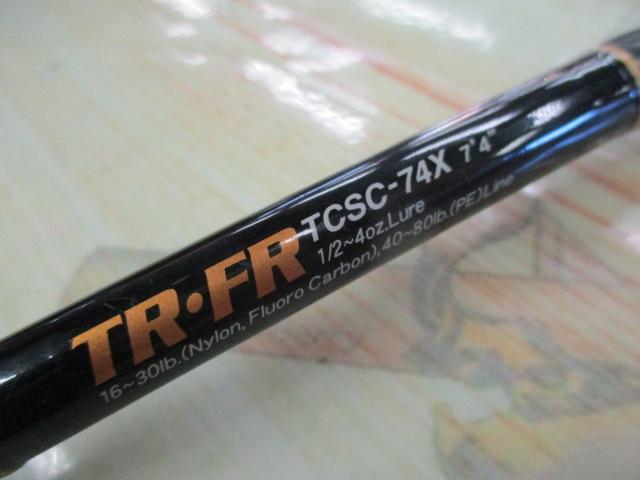 TR•FR TCSC-74X 7'4"
1/2~4oz.Lure
16~30lb.(Nylon, Fluoro Carbon),40~80lb.(PE)Line